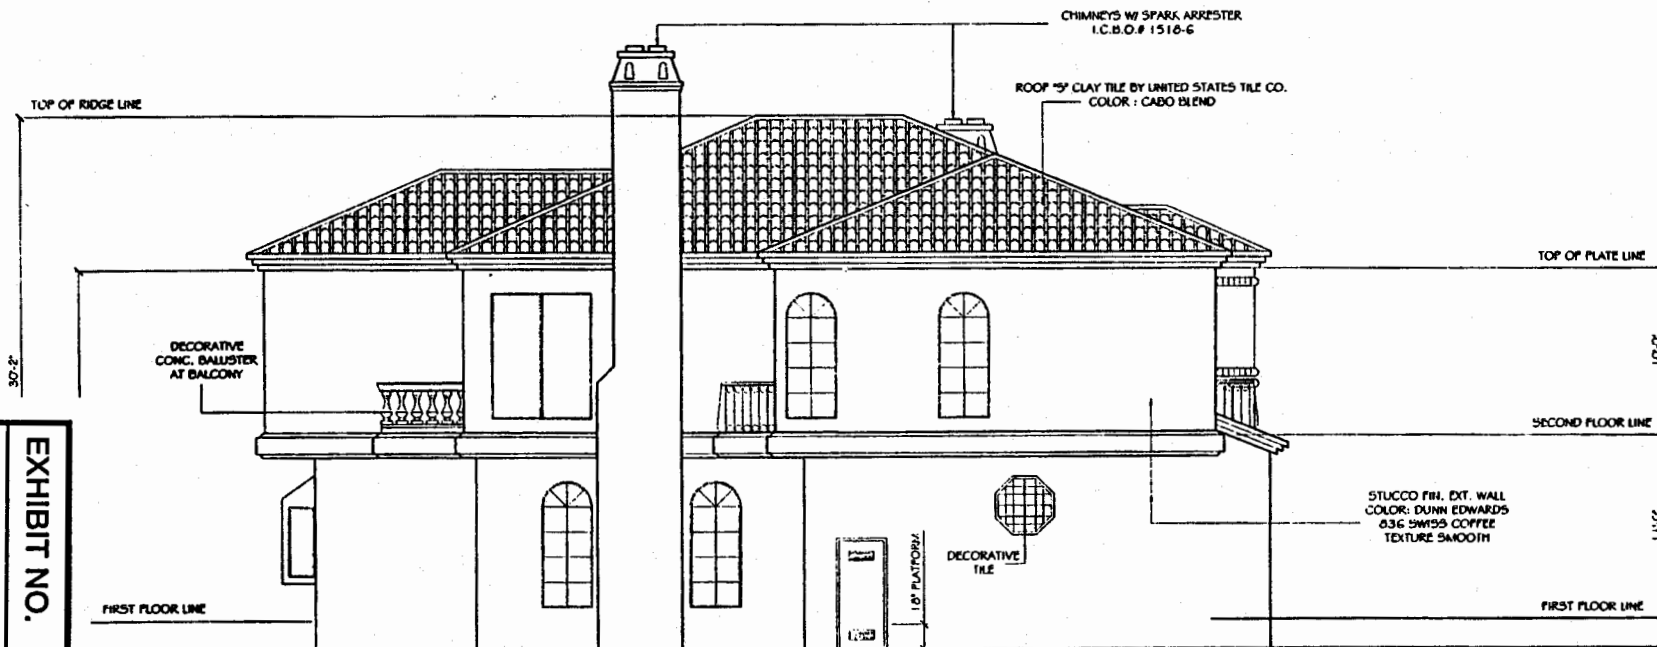 CHIMNEYS W/ SPARK ARRESTER
I.C.B.O.# 1518-6
ROOF "S" CLAY TILE BY UNITED STATES TILE CO.
COLOR : CABO BLEND
TOP OF RIDGE LINE
TOP OF PLATE LINE
30'-2"
DECORATIVE
CONC. BALUSTER
AT BALCONY
SECOND FLOOR LINE
EXHIBIT NO.
STUCCO FIN. EXT. WALL
COLOR: DUNN EDWARDS
836 SWISS COFFEE
TEXTURE SMOOTH
DECORATIVE
TILE
18" PLATFORM
FIRST FLOOR LINE
FIRST FLOOR LINE